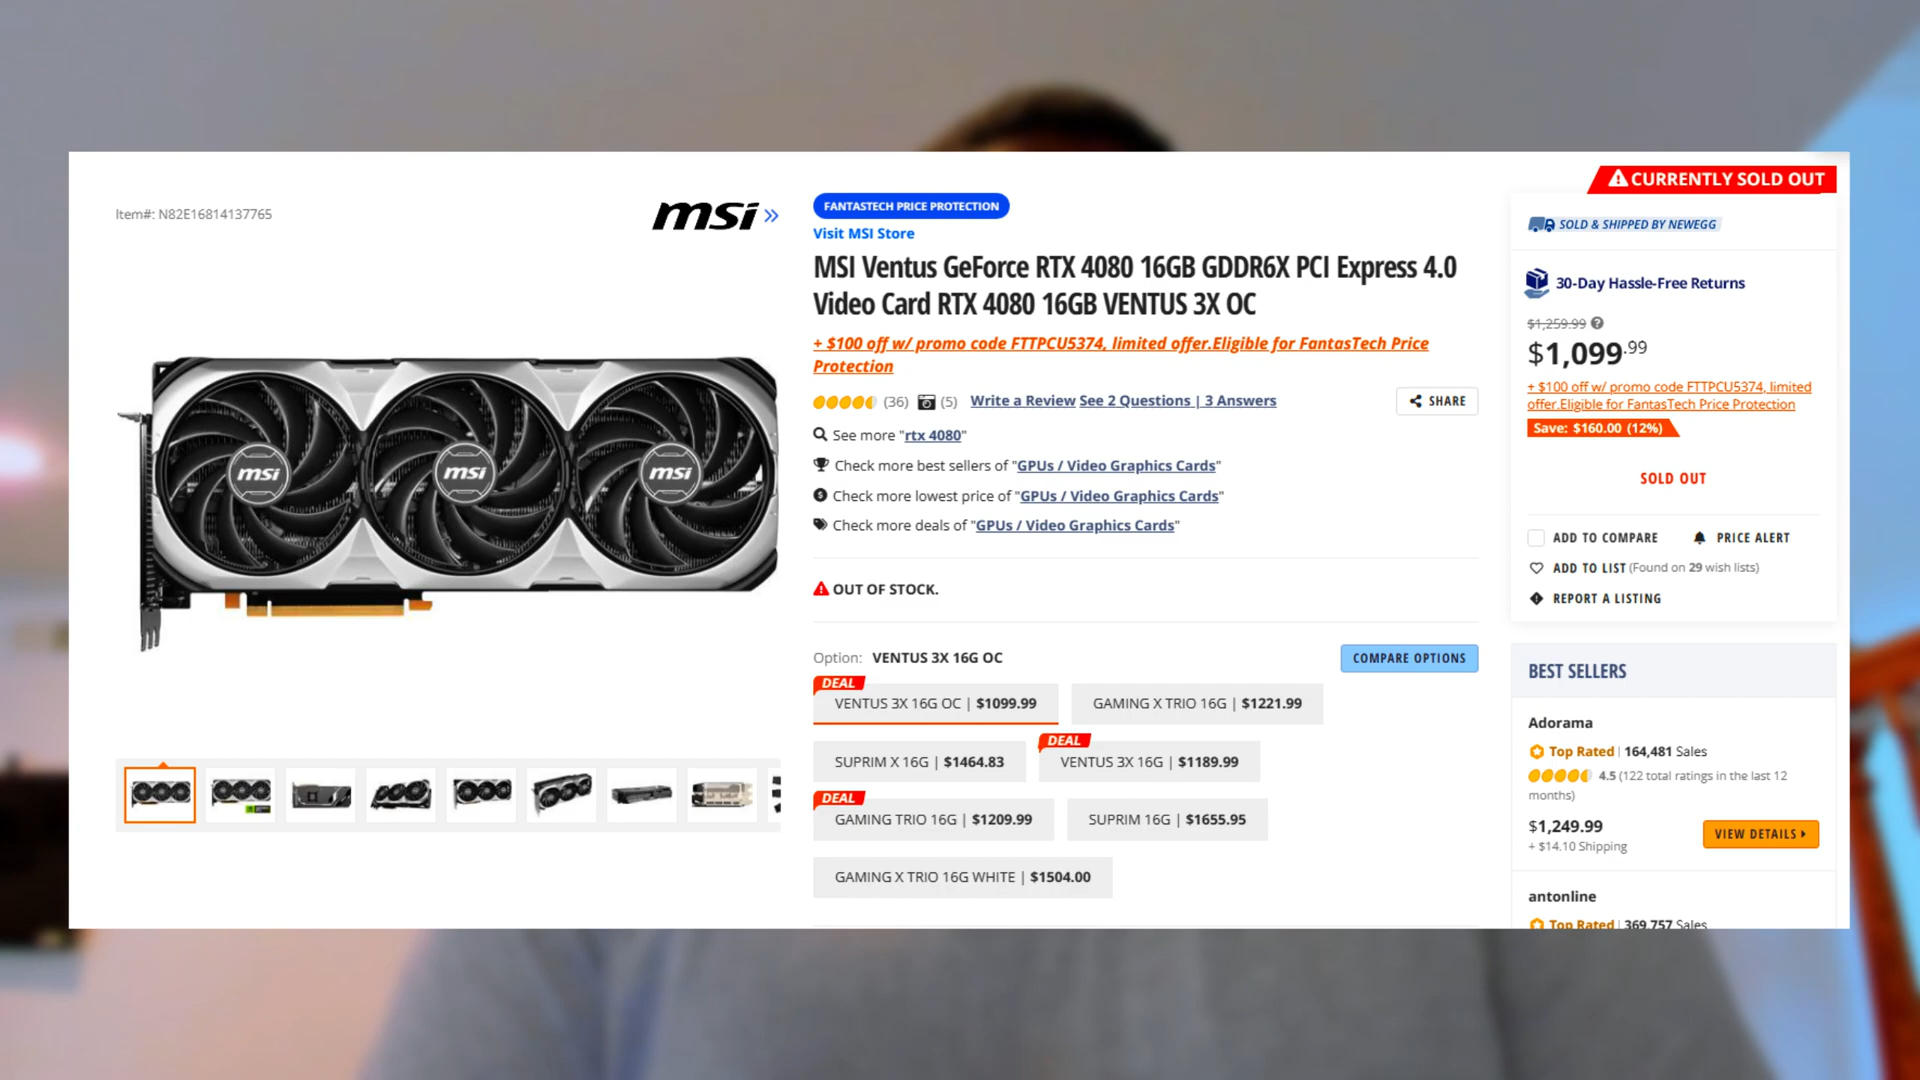 CURRENTLY SOLD OUT
Item#: N82E16814137765
msi
FANTASTECH PRICE PROTECTION
Visit MSI Store
MSI Ventus GeForce RTX 4080 16GB GDDR6X PCI Express 4.0
Video Card RTX 4080 16GB VENTUS 3X OC
+ $100 off w/ promo code FTTPCU5374, limited offer.Eligible for FantasTech Price
Protection
(36) (5) Write a Review See 2 Questions | 3 Answers
SHARE
See more "rtx 4080"
Check more best sellers of "GPUs / Video Graphics Cards"
Check more lowest price of "GPUs / Video Graphics Cards"
Check more deals of "GPUs / Video Graphics Cards"
OUT OF STOCK.
Option: VENTUS 3X 16G OC
COMPARE OPTIONS
DEAL
VENTUS 3X 16G OC | $1099.99
GAMING X TRIO 16G | $1221.99
SUPRIM X 16G | $1464.83
DEAL
VENTUS 3X 16G | $1189.99
DEAL
GAMING TRIO 16G | $1209.99
SUPRIM 16G | $1655.95
GAMING X TRIO 16G WHITE | $1504.00
msi
msi
msi
SOLD & SHIPPED BY NEWEGG
30-Day Hassle-Free Returns
$1,259.99
$1,099.99
+ $100 off w/ promo code FTTPCU5374, limited
offer.Eligible for FantasTech Price Protection
Save: $160.00 (12%)
SOLD OUT
ADD TO COMPARE
PRICE ALERT
ADD TO LIST (Found on 29 wish lists)
REPORT A LISTING
BEST SELLERS
Adorama
Top Rated | 164,481 Sales
4.5 (122 total ratings in the last 12
months)
$1,249.99
+ $14.10 Shipping
VIEW DETAILS
antonline
Top Rated | 369,757 Sales